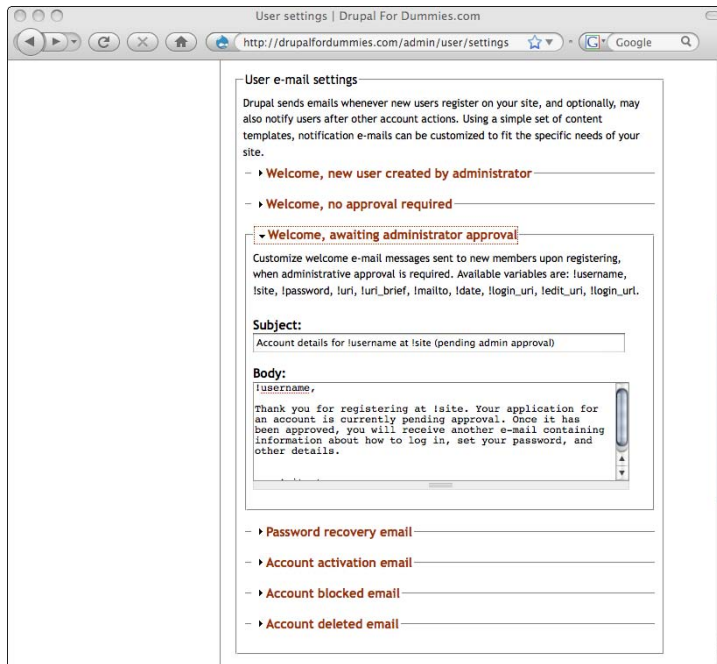 User settings | Drupal For Dummies.com
http://drupalfordummies.com/admin/user/settings
G
Google
User e-mail settings
Drupal sends emails whenever new users register on your site, and optionally, may
also notify users after other account actions. Using a simple set of content
templates, notification e-mails can be customized to fit the specific needs of your
site.
Welcome, new user created by administrator
Welcome, no approval required
Welcome, awaiting administrator approval
Customize welcome e-mail messages sent to new members upon registering,
when administrative approval is required. Available variables are: !username,
!site, !password, !uri, !uri_brief, !mailto, !date, !login_uri, !edit_uri, !login_url.
Subject:
Account details for !username at !site (pending admin approval)
Body:
!username,
Thank you for registering at !site. Your application for
an account is currently pending approval. Once it has
been approved, you will receive another e-mail containing
information about how to log in, set your password, and
other details.
Password recovery email
Account activation email
Account blocked email
Account deleted email